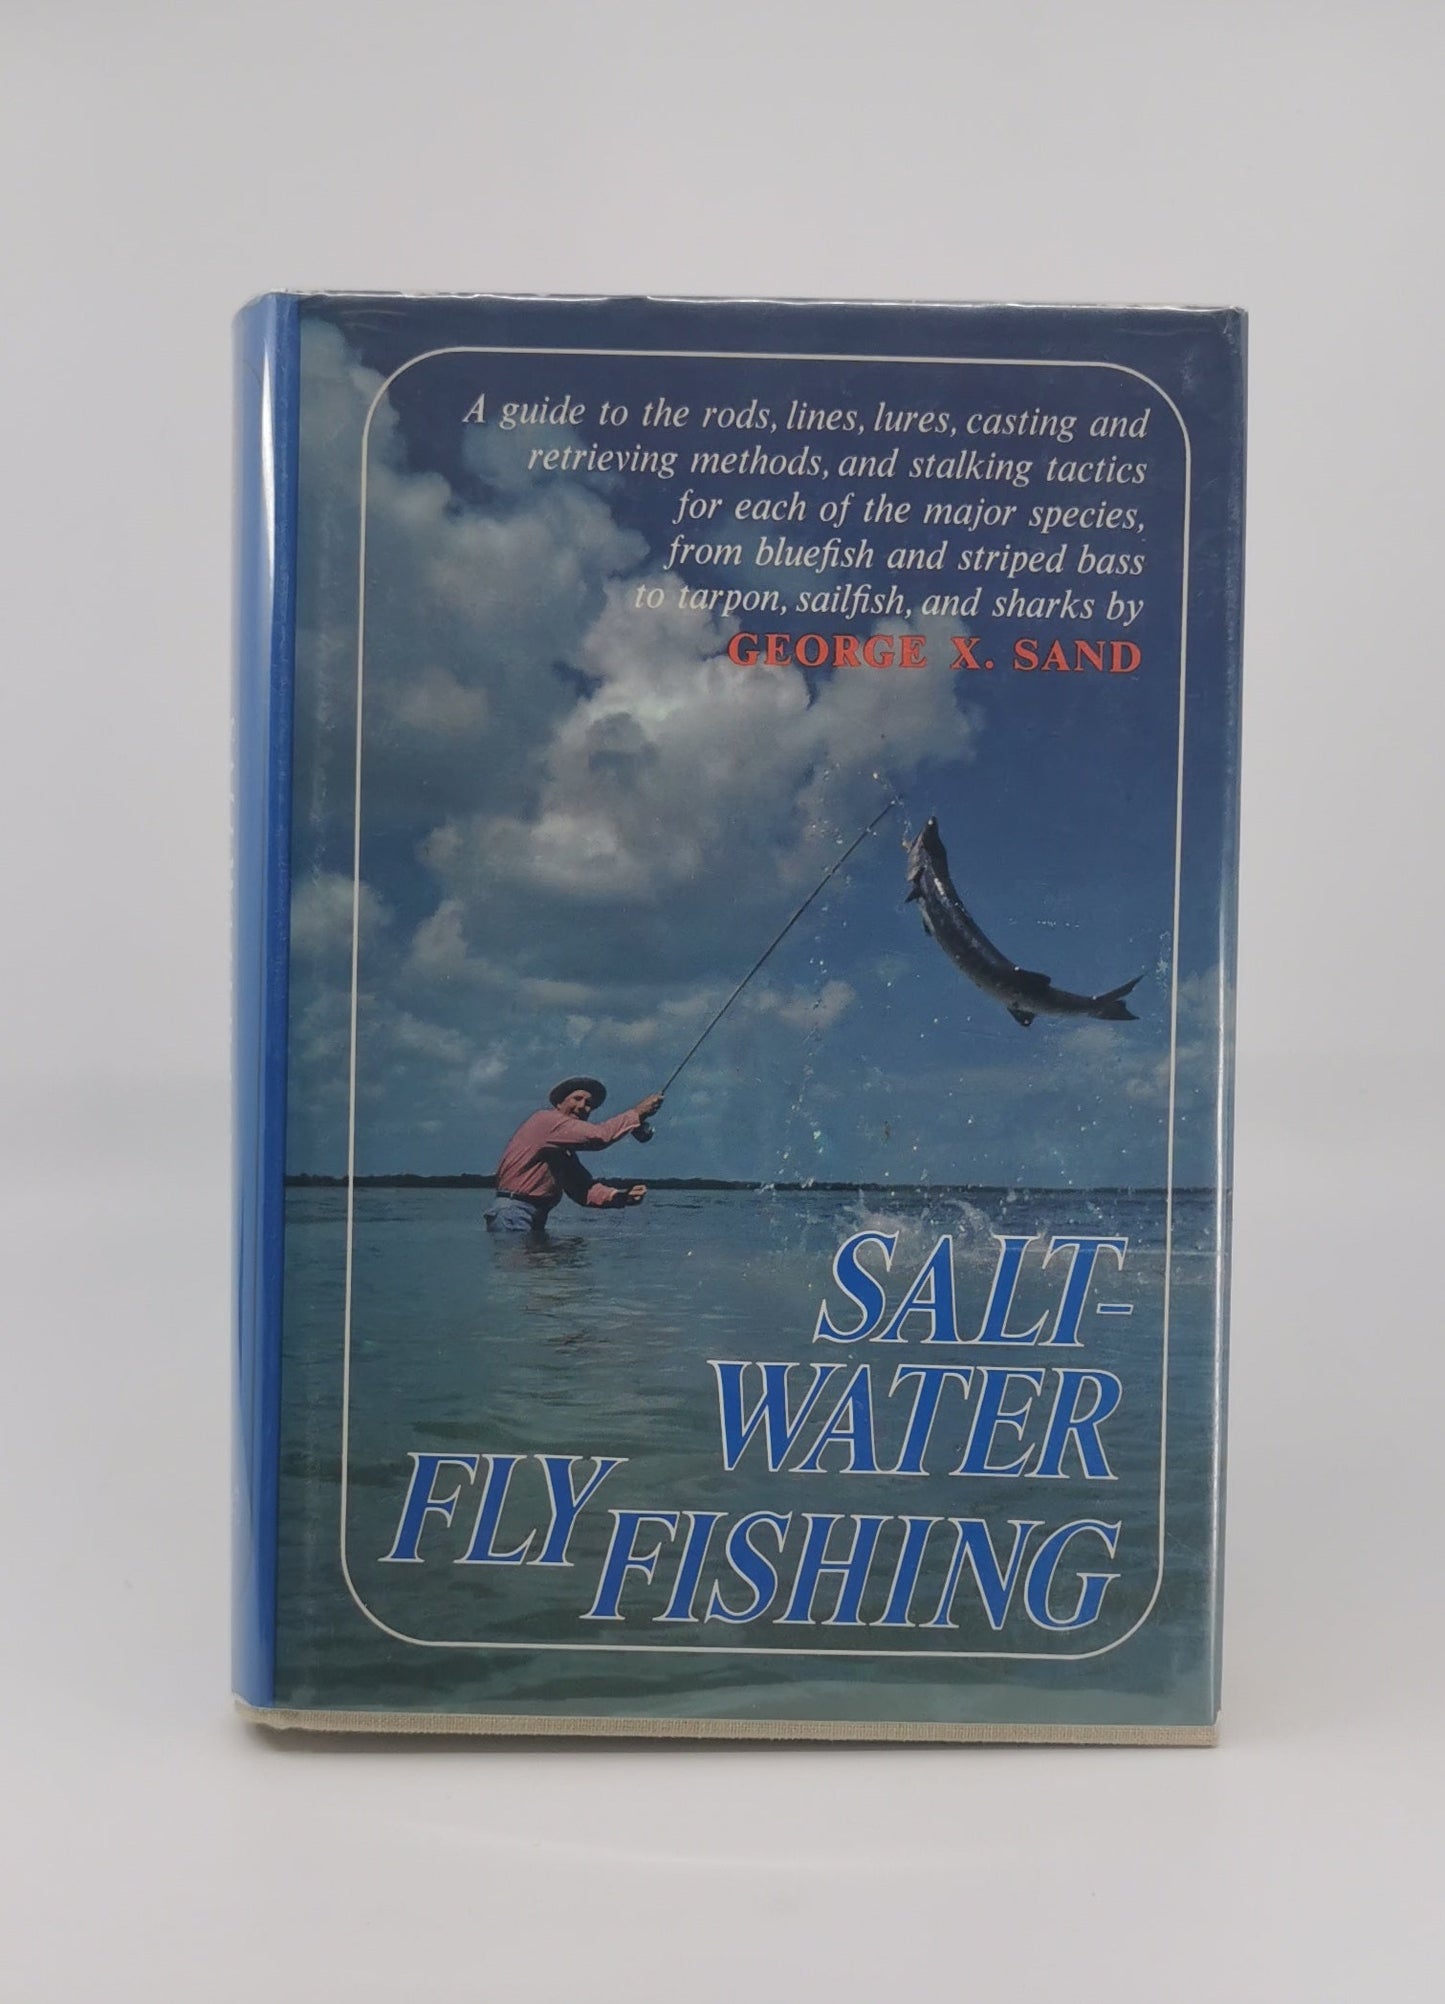 A guide to the rods, lines, lures, casting and
retrieving methods, and stalking tactics
for each of the major species,
from bluefish and striped bass
to tarpon, sailfish, and sharks by
GEORGE X. SAND
SALT-
WATER
FLY
FISHING